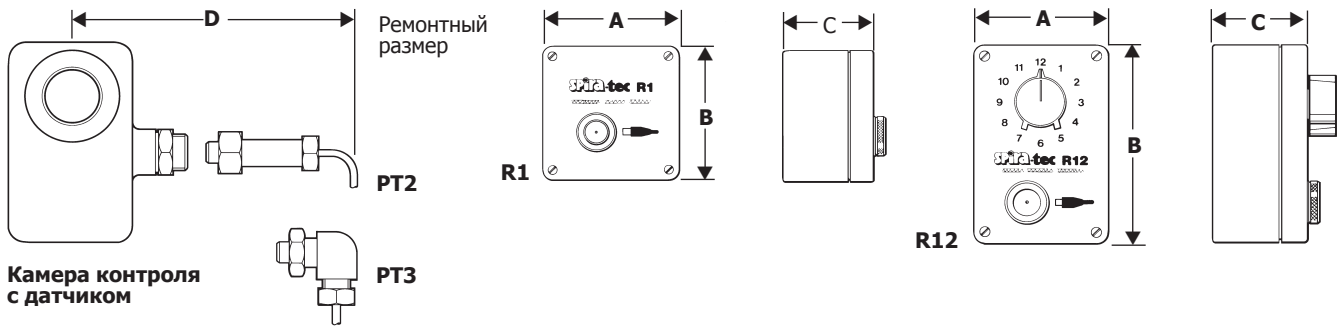 D
Ремонтный
размер
PT2
PT3
Камера контроля
с датчиком
A
B
C
spira-tec R1
R1
A
B
C
12
1
2
3
4
5
6
7
8
9
10
11
spira-tec R12
R12